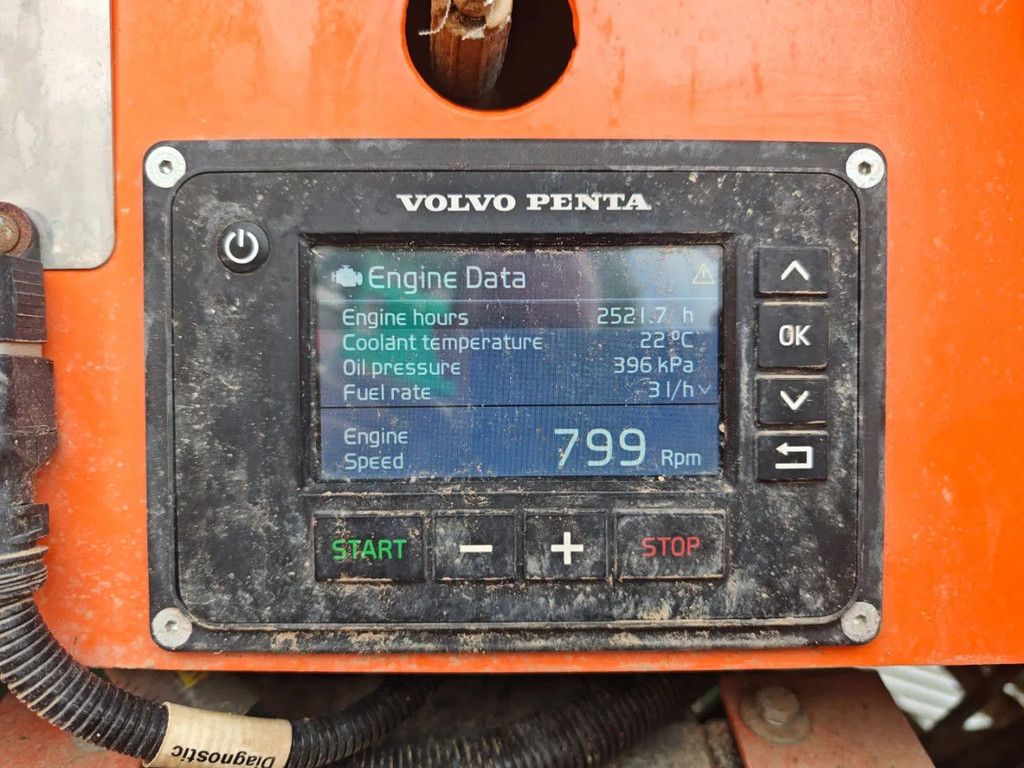 VOLVO PENTA
Engine Data
Engine hours 2521.7 h
Coolant temperature 22 ºC
Oil pressure 396 kPa
Fuel rate 3 l/h
Engine
Speed 799 Rpm
OK
START − + STOP
Diagnostic